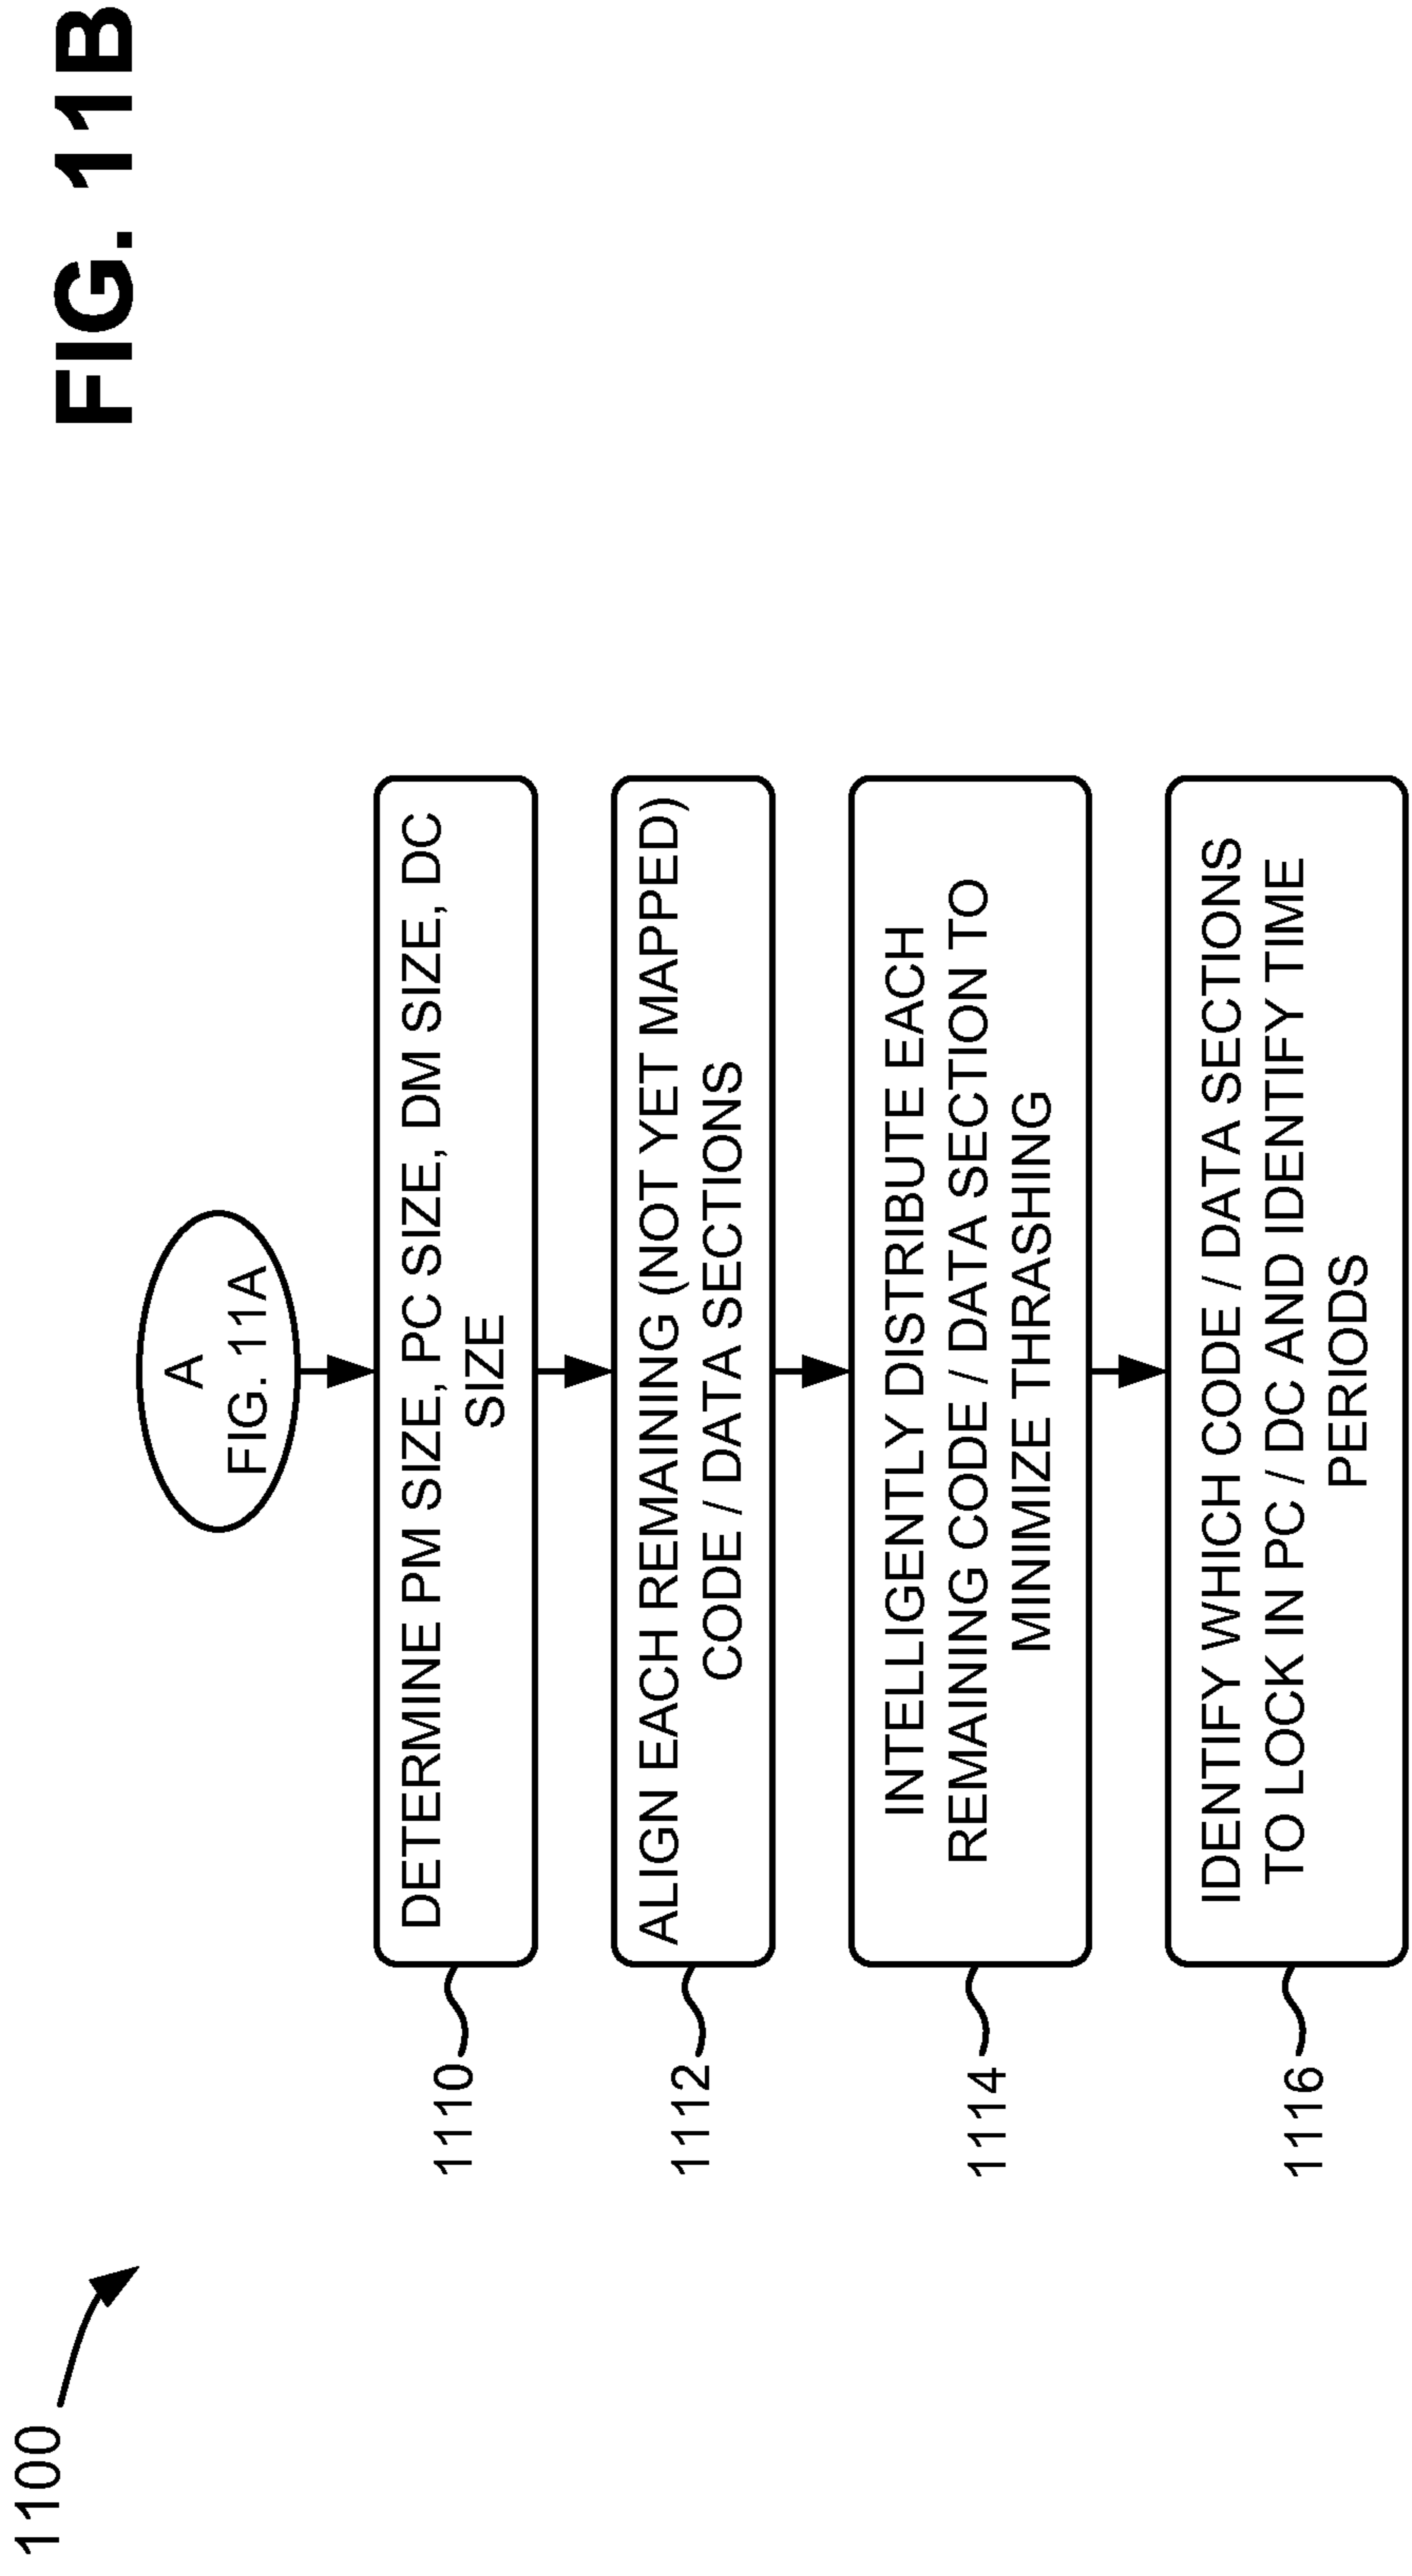 1100
A
FIG. 11A
1110
DETERMINE PM SIZE, PC SIZE, DM SIZE, DC
SIZE
1112
ALIGN EACH REMAINING (NOT YET MAPPED)
CODE / DATA SECTIONS
1114
INTELLIGENTLY DISTRIBUTE EACH
REMAINING CODE / DATA SECTION TO
MINIMIZE THRASHING
1116
IDENTIFY WHICH CODE / DATA SECTIONS
TO LOCK IN PC / DC AND IDENTIFY TIME
PERIODS
FIG. 11B